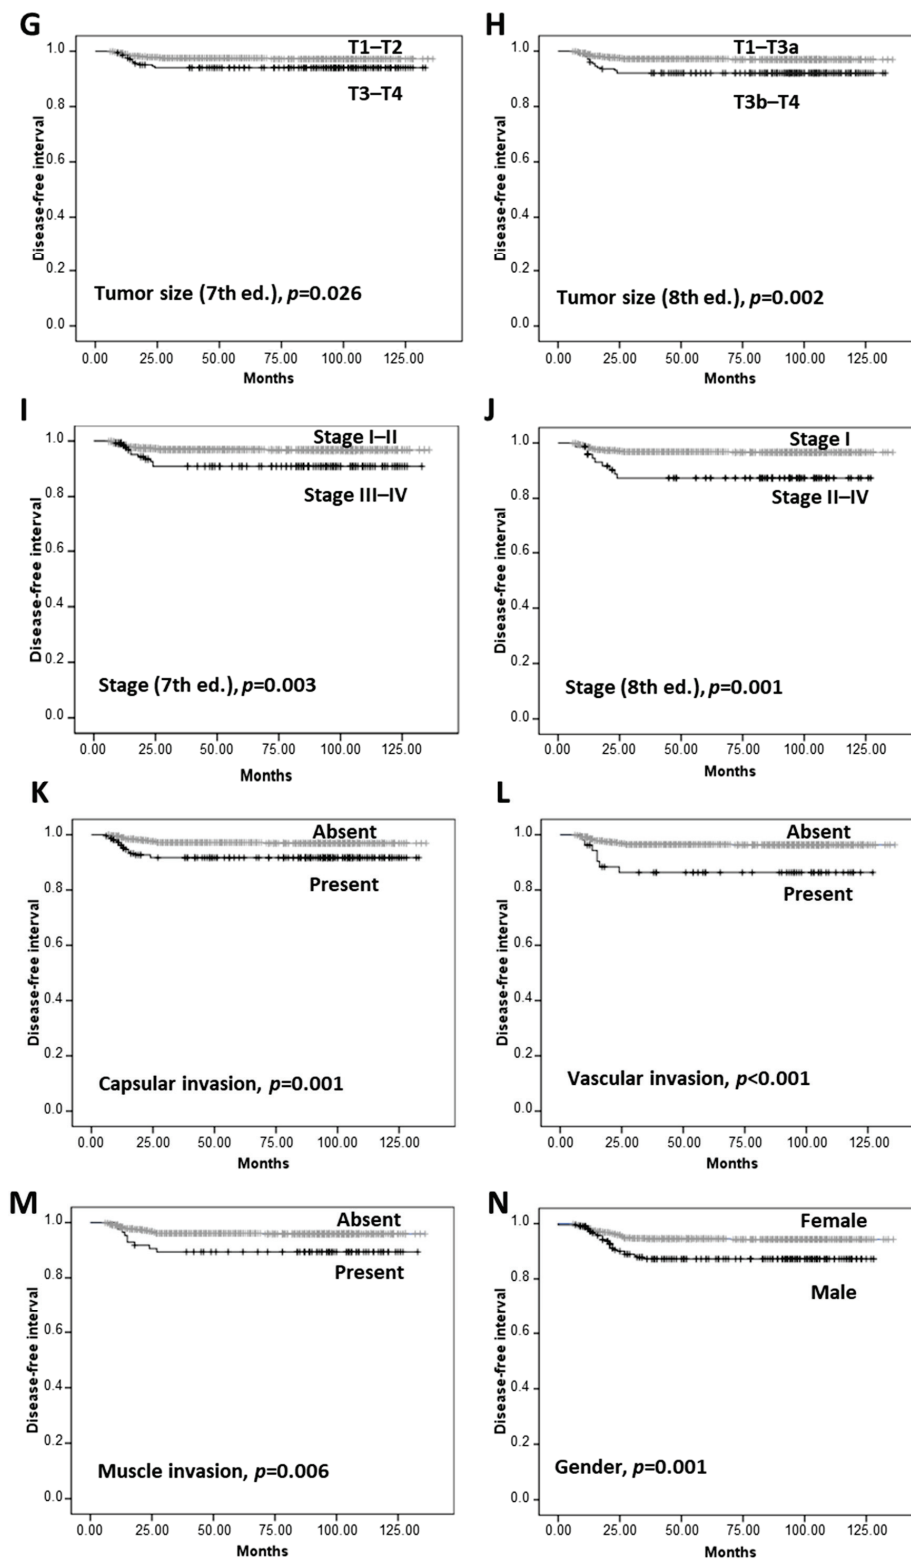 G
1.0
0.8
0.6
0.4
0.2
0.0
Disease-free interval
T1–T2
T3–T4
Tumor size (7th ed.), p=0.026
0.00 25.00 50.00 75.00 100.00 125.00
Months
H
1.0
0.8
0.6
0.4
0.2
0.0
Disease-free interval
T1–T3a
T3b–T4
Tumor size (8th ed.), p=0.002
0.00 25.00 50.00 75.00 100.00 125.00
Months
I
1.0
0.8
0.6
0.4
0.2
0.0
Disease-free interval
Stage I–II
Stage III–IV
Stage (7th ed.), p=0.003
0.00 25.00 50.00 75.00 100.00 125.00
Months
J
1.0
0.8
0.6
0.4
0.2
0.0
Disease-free interval
Stage I
Stage II–IV
Stage (8th ed.), p=0.001
0.00 25.00 50.00 75.00 100.00 125.00
Months
K
1.0
0.8
0.6
0.4
0.2
0.0
Disease-free interval
Absent
Present
Capsular invasion, p=0.001
0.00 25.00 50.00 75.00 100.00 125.00
Months
L
1.0
0.8
0.6
0.4
0.2
0.0
Disease-free interval
Absent
Present
Vascular invasion, p<0.001
0.00 25.00 50.00 75.00 100.00 125.00
Months
M
1.0
0.8
0.6
0.4
0.2
0.0
Disease-free interval
Absent
Present
Muscle invasion, p=0.006
0.00 25.00 50.00 75.00 100.00 125.00
Months
N
1.0
0.8
0.6
0.4
0.2
0.0
Disease-free interval
Female
Male
Gender, p=0.001
0.00 25.00 50.00 75.00 100.00 125.00
Months